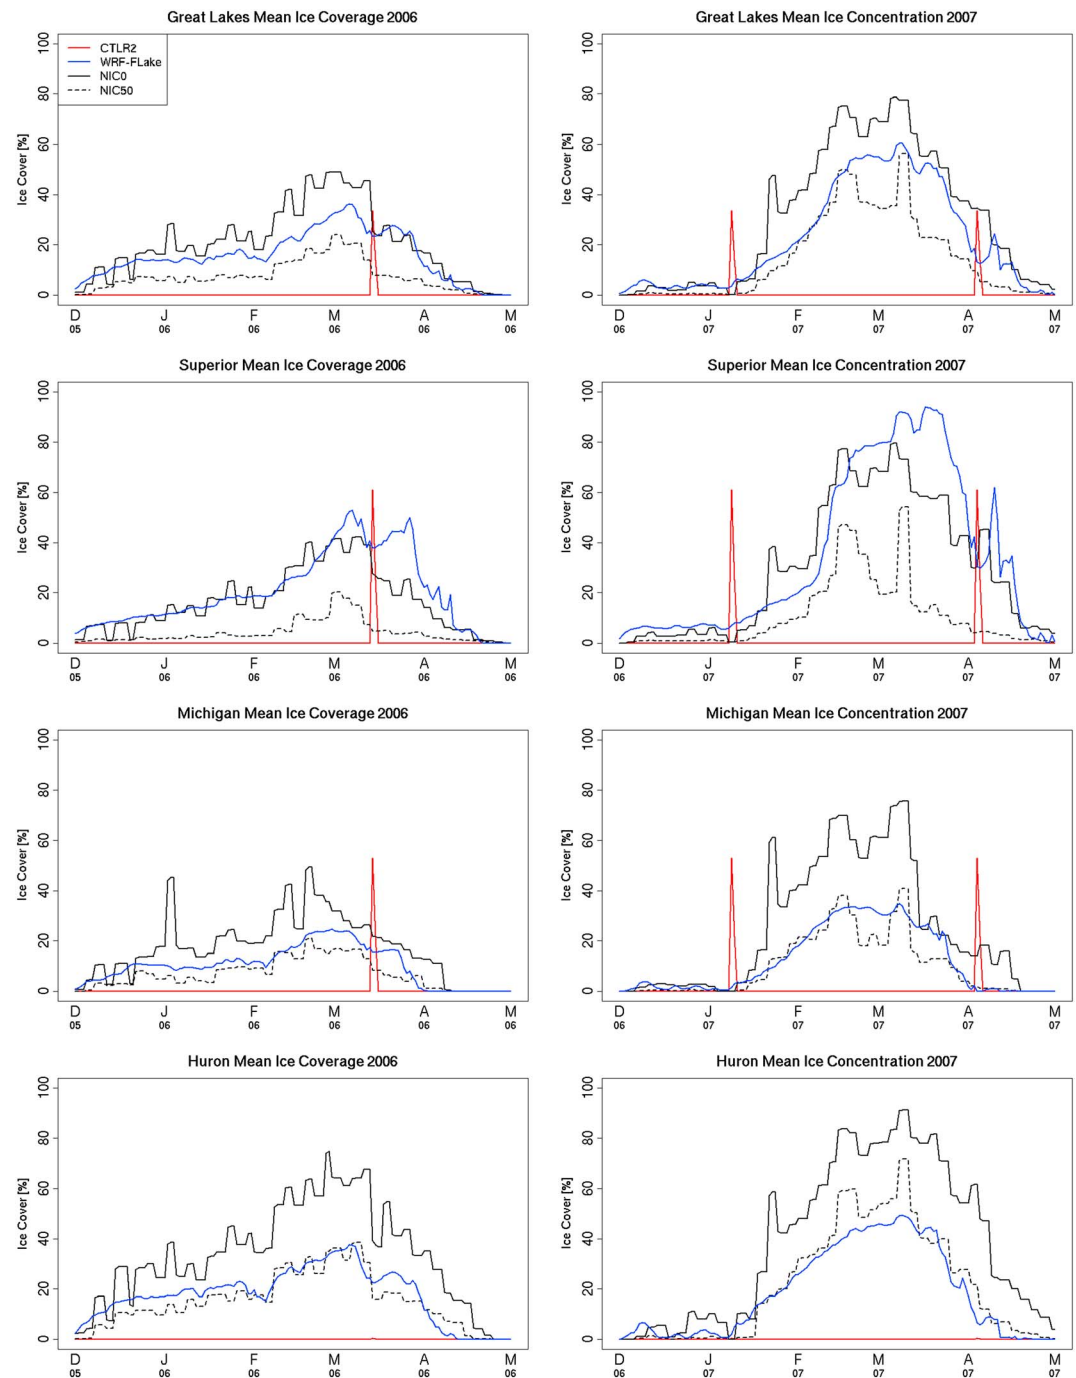 Great Lakes Mean Ice Coverage 2006
CTLR2
WRF-FLake
NIC0
NIC50
Ice Cover [%]
0 20 40 60 80 100
D J F M A M
05 06 06 06 06 06
Great Lakes Mean Ice Concentration 2007
Ice Cover [%]
0 20 40 60 80 100
D J F M A M
06 07 07 07 07 07
Superior Mean Ice Coverage 2006
Ice Cover [%]
0 20 40 60 80 100
D J F M A M
05 06 06 06 06 06
Superior Mean Ice Concentration 2007
Ice Cover [%]
0 20 40 60 80 100
D J F M A M
06 07 07 07 07 07
Michigan Mean Ice Coverage 2006
Ice Cover [%]
0 20 40 60 80 100
D J F M A M
05 06 06 06 06 06
Michigan Mean Ice Concentration 2007
Ice Cover [%]
0 20 40 60 80 100
D J F M A M
06 07 07 07 07 07
Huron Mean Ice Coverage 2006
Ice Cover [%]
0 20 40 60 80 100
D J F M A M
05 06 06 06 06 06
Huron Mean Ice Concentration 2007
Ice Cover [%]
0 20 40 60 80 100
D J F M A M
06 07 07 07 07 07